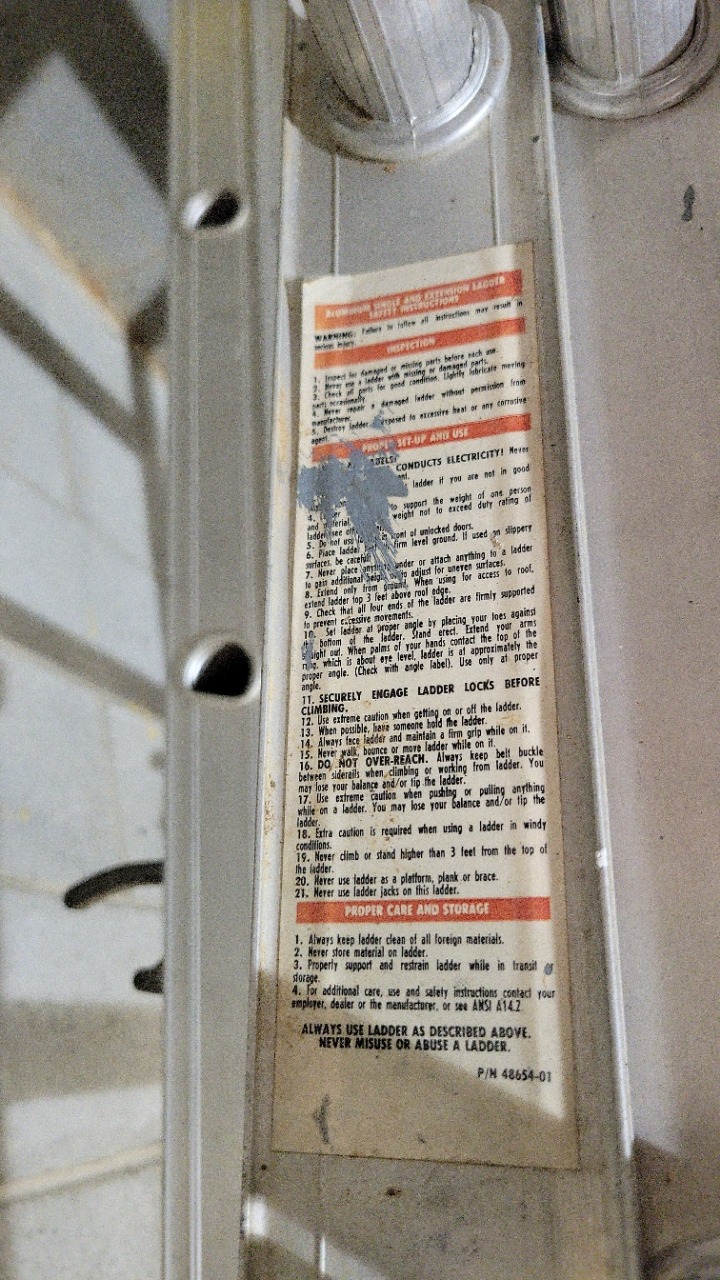 ALUMINUM SINGLE AND EXTENSION LADDER
SAFETY INSTRUCTIONS
WARNING: Failure to follow all instructions may result in
serious injury.
INSPECTION
1. Inspect for damaged or missing parts before each use.
2. Never use a ladder with missing or damaged parts.
3. Check all parts for good condition. Lightly lubricate moving
parts occasionally.
4. Never repair a damaged ladder without permission from
manufacturer.
5. Destroy ladder exposed to excessive heat or any corrosive
agent.
PROPER SET-UP AND USE
CONDUCTS ELECTRICITY! Never
ladder if you are not in good
to support the weight of one person
and material weight not to exceed duty rating of
ladder
5. Do not use front of unlocked doors.
6. Place ladder firm level ground. If used on slippery
surfaces, be careful
7. Never place anything under or attach anything to a ladder
to gain additional height adjust for uneven surfaces.
8. Extend only from ground. When using for access to roof,
extend ladder top 3 feet above roof edge.
9. Check that all four ends of the ladder are firmly supported
to prevent excessive movements.
10. Set ladder at proper angle by placing your toes against
bottom of the ladder. Stand erect. Extend your arms
straight out. When palms of your hands contact the top of the
rung, which is about eye level, ladder is at approximately the
proper angle. (Check with angle label). Use only at proper
angle.
11. SECURELY ENGAGE LADDER LOCKS BEFORE
CLIMBING.
12. Use extreme caution when getting on or off the ladder.
13. When possible, have someone hold the ladder.
14. Always face ladder and maintain a firm grip while on it.
15. Never walk, bounce or move ladder while on it.
16. DO NOT OVER-REACH. Always keep belt buckle
between siderails when climbing or working from ladder. You
may lose your balance and/or tip the ladder.
17. Use extreme caution when pushing or pulling anything
while on a ladder. You may lose your balance and/or tip the
ladder.
18. Extra caution is required when using a ladder in windy
conditions.
19. Never climb or stand higher than 3 feet from the top of
the ladder.
20. Never use ladder as a platform, plank or brace.
21. Never use ladder jacks on this ladder.
PROPER CARE AND STORAGE
1. Always keep ladder clean of all foreign materials.
2. Never store material on ladder.
3. Properly support and restrain ladder while in transit or
storage.
4. For additional care, use and safety instructions contact your
employer, dealer or the manufacturer, or see ANSI A14.2
ALWAYS USE LADDER AS DESCRIBED ABOVE.
NEVER MISUSE OR ABUSE A LADDER.
P/N 48654-01